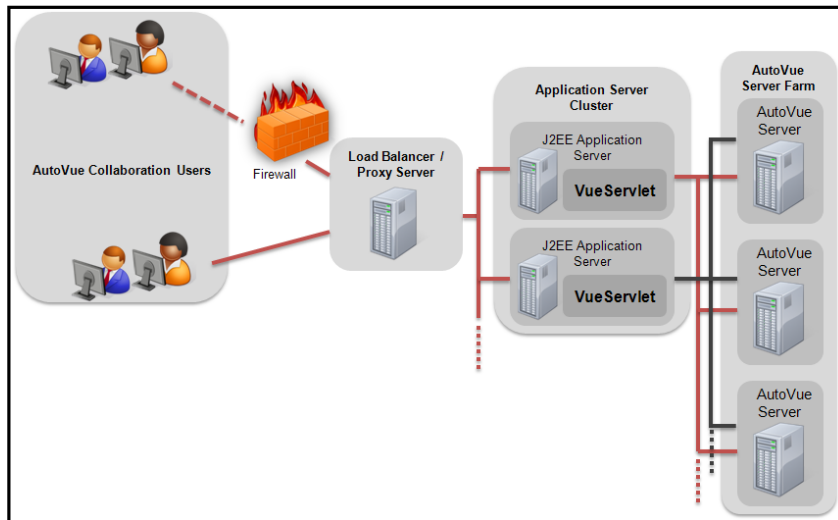 AutoVue Collaboration Users
Firewall
Load Balancer /
Proxy Server
Application Server
Cluster
J2EE Application
Server
VueServlet
J2EE Application
Server
VueServlet
AutoVue
Server Farm
AutoVue
Server
AutoVue
Server
AutoVue
Server